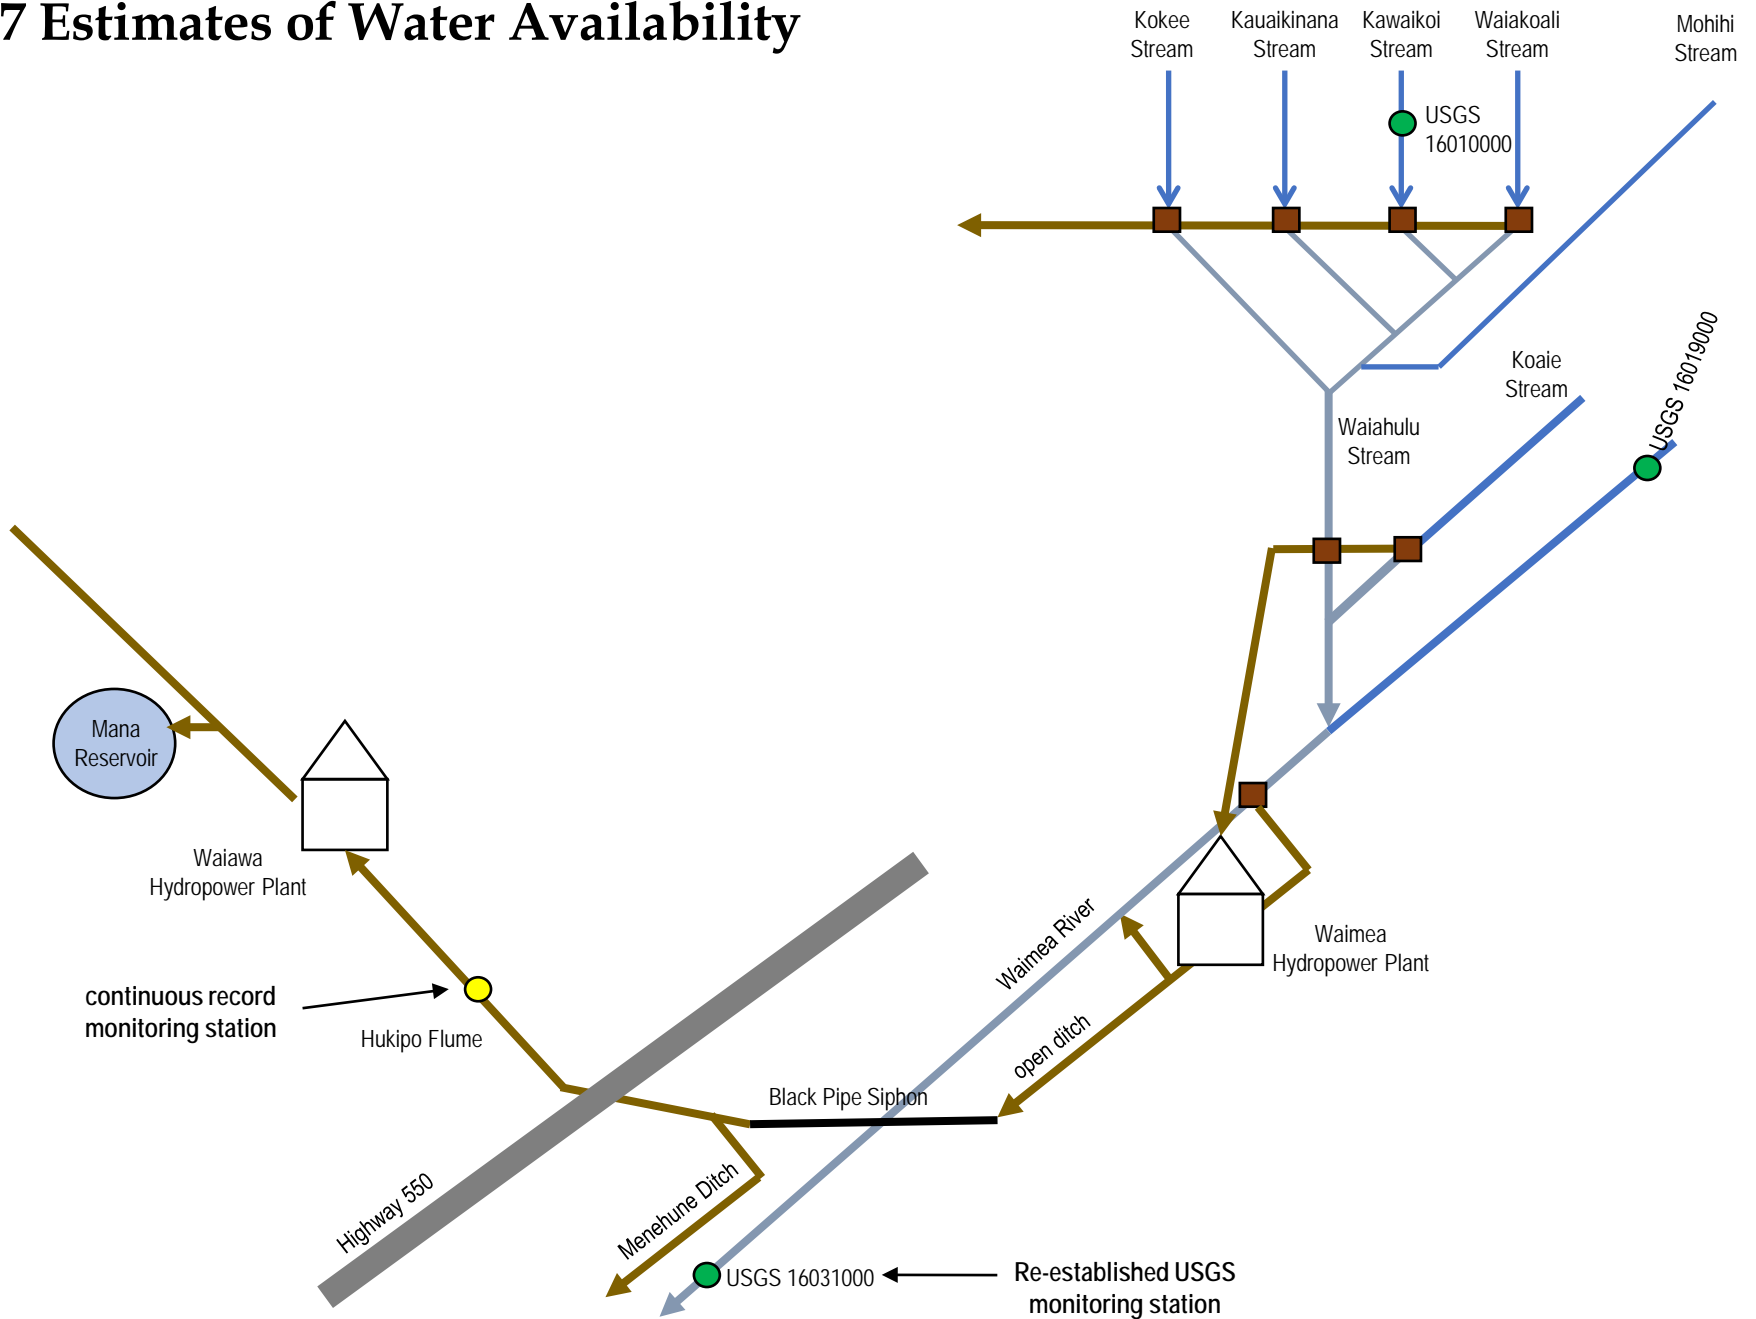 7 Estimates of Water Availability
Kokee
Stream
Kauaikinana
Stream
Kawaikoi
Stream
Waiakoali
Stream
Mohihi
Stream
USGS
16010000
Koaie
Stream
USGS 16019000
Waiahulu
Stream
Mana
Reservoir
Waiawa
Hydropower Plant
Waimea River
Waimea
Hydropower Plant
continuous record
monitoring station
Hukipo Flume
open ditch
Black Pipe Siphon
Highway 550
Menehune Ditch
USGS 16031000
Re-established USGS
monitoring station